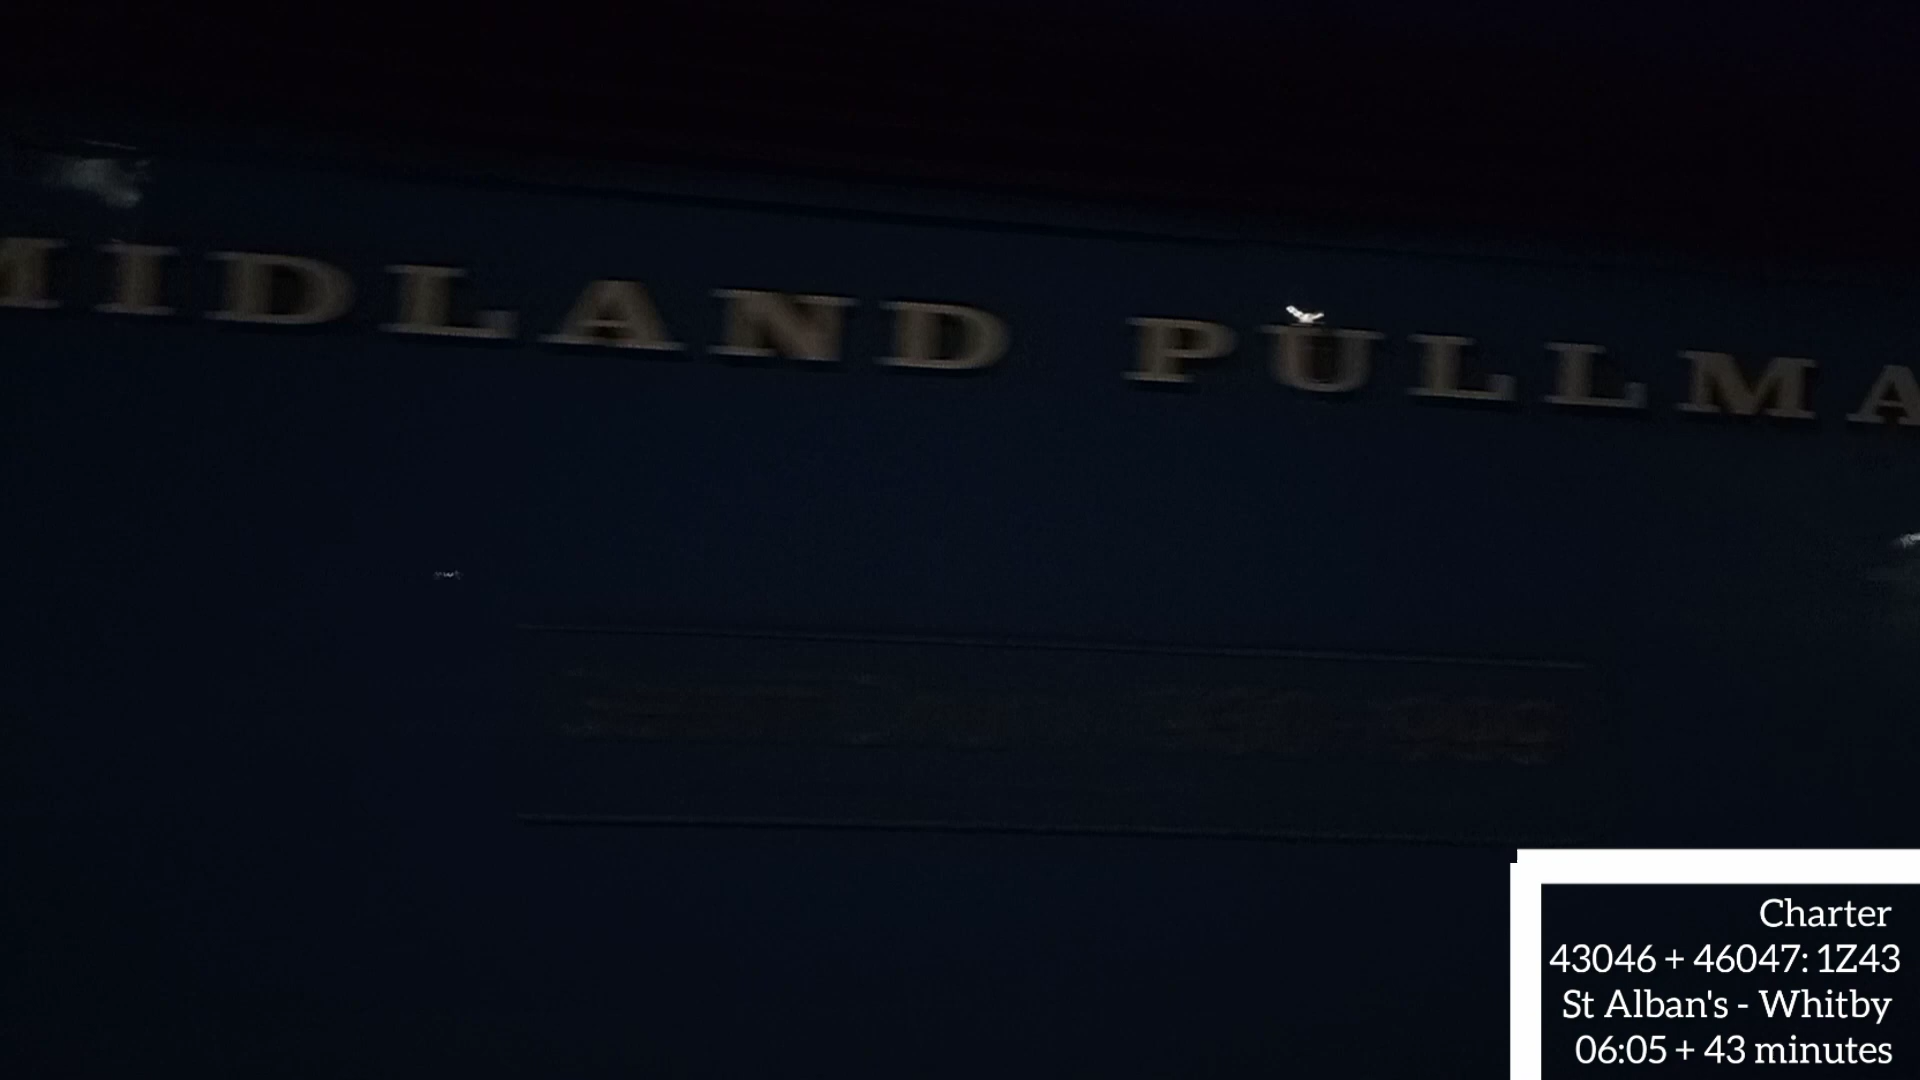 MIDLAND PULLMA
Charter
43046 + 46047: 1Z43
St Alban's - Whitby
06:05 + 43 minutes